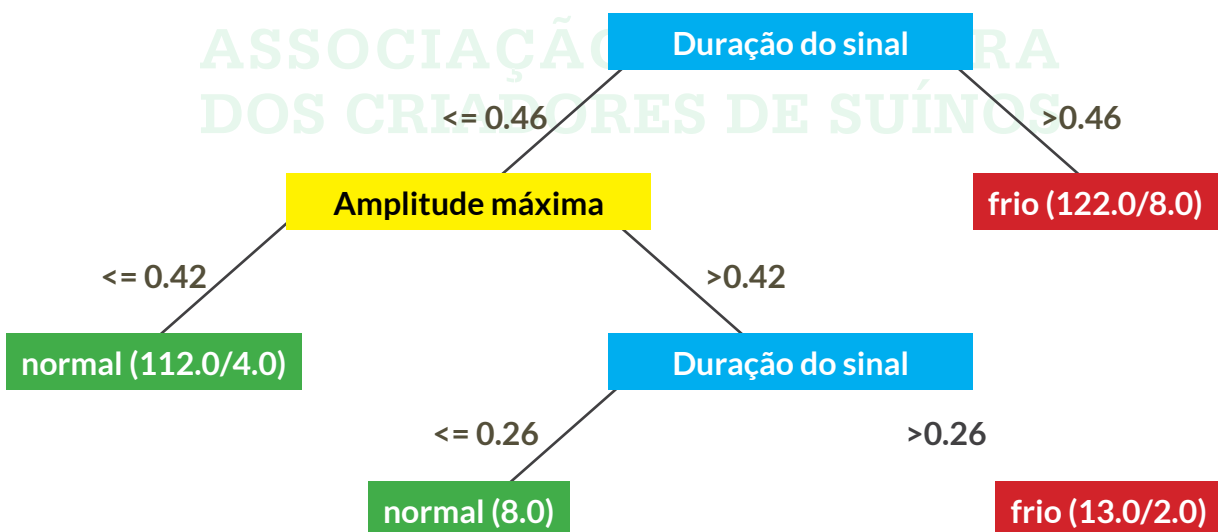 ASSOCIAÇÃO RA
DOS CRIADORES DE SUÍNOS
Duração do sinal
<= 0.46
>0.46
Amplitude máxima
frio (122.0/8.0)
<= 0.42
>0.42
normal (112.0/4.0)
Duração do sinal
<= 0.26
>0.26
normal (8.0)
frio (13.0/2.0)